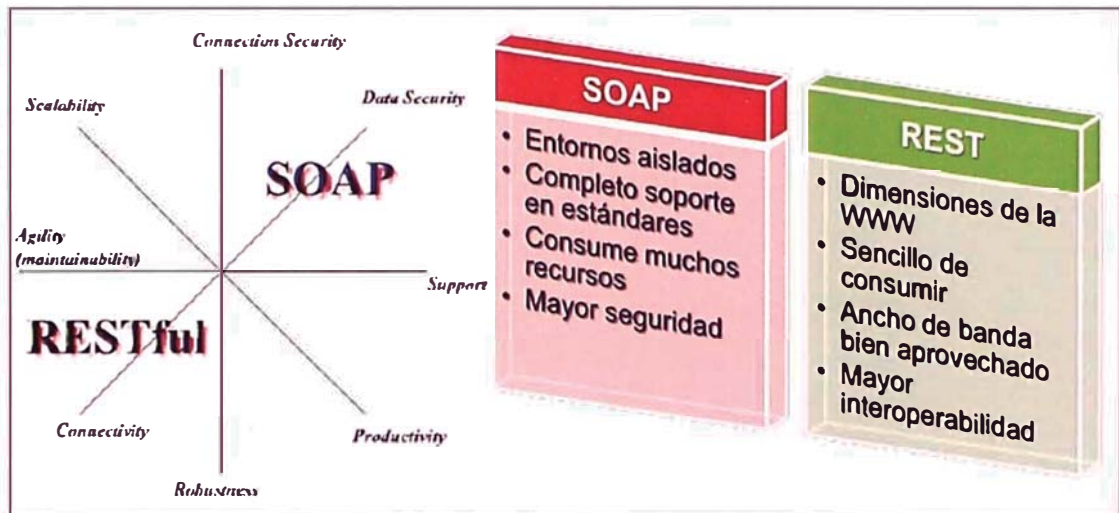 Connection Security
Scalability
Data Security
SOAP
Agility
(maintainability)
Support
RESTful
Connectivity
Productivity
Robustness
SOAP
• Entornos aislados
• Completo soporte
en estándares
• Consume muchos
recursos
• Mayor seguridad
REST
• Dimensiones de la
WWW
• Sencillo de
consumir
• Ancho de banda
bien aprovechado
• Mayor
interoperabilidad